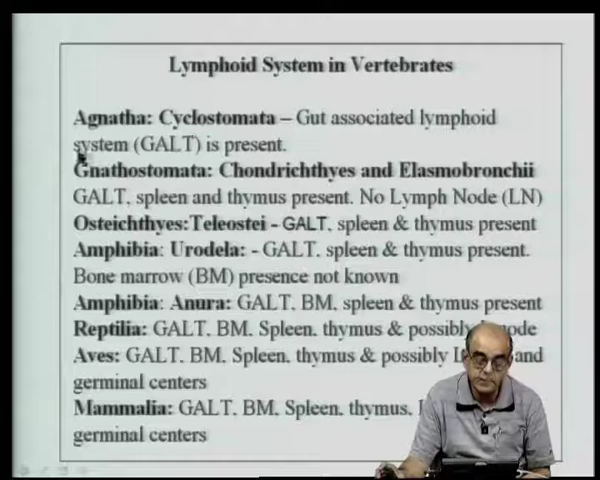 Lymphoid System in Vertebrates
Agnatha: Cyclostomata – Gut associated lymphoid
system (GALT) is present.
Gnathostomata: Chondrichthyes and Elasmobronchii
GALT, spleen and thymus present. No Lymph Node (LN)
Osteichthyes:Teleostei - GALT, spleen & thymus present
Amphibia: Urodela: - GALT, spleen & thymus present.
Bone marrow (BM) presence not known
Amphibia: Anura: GALT, BM, spleen & thymus present
Reptilia: GALT, BM, Spleen, thymus & possibly
Aves: GALT, BM, Spleen, thymus & possibly and
germinal centers
Mammalia: GALT, BM, Spleen, thymus,
germinal centers